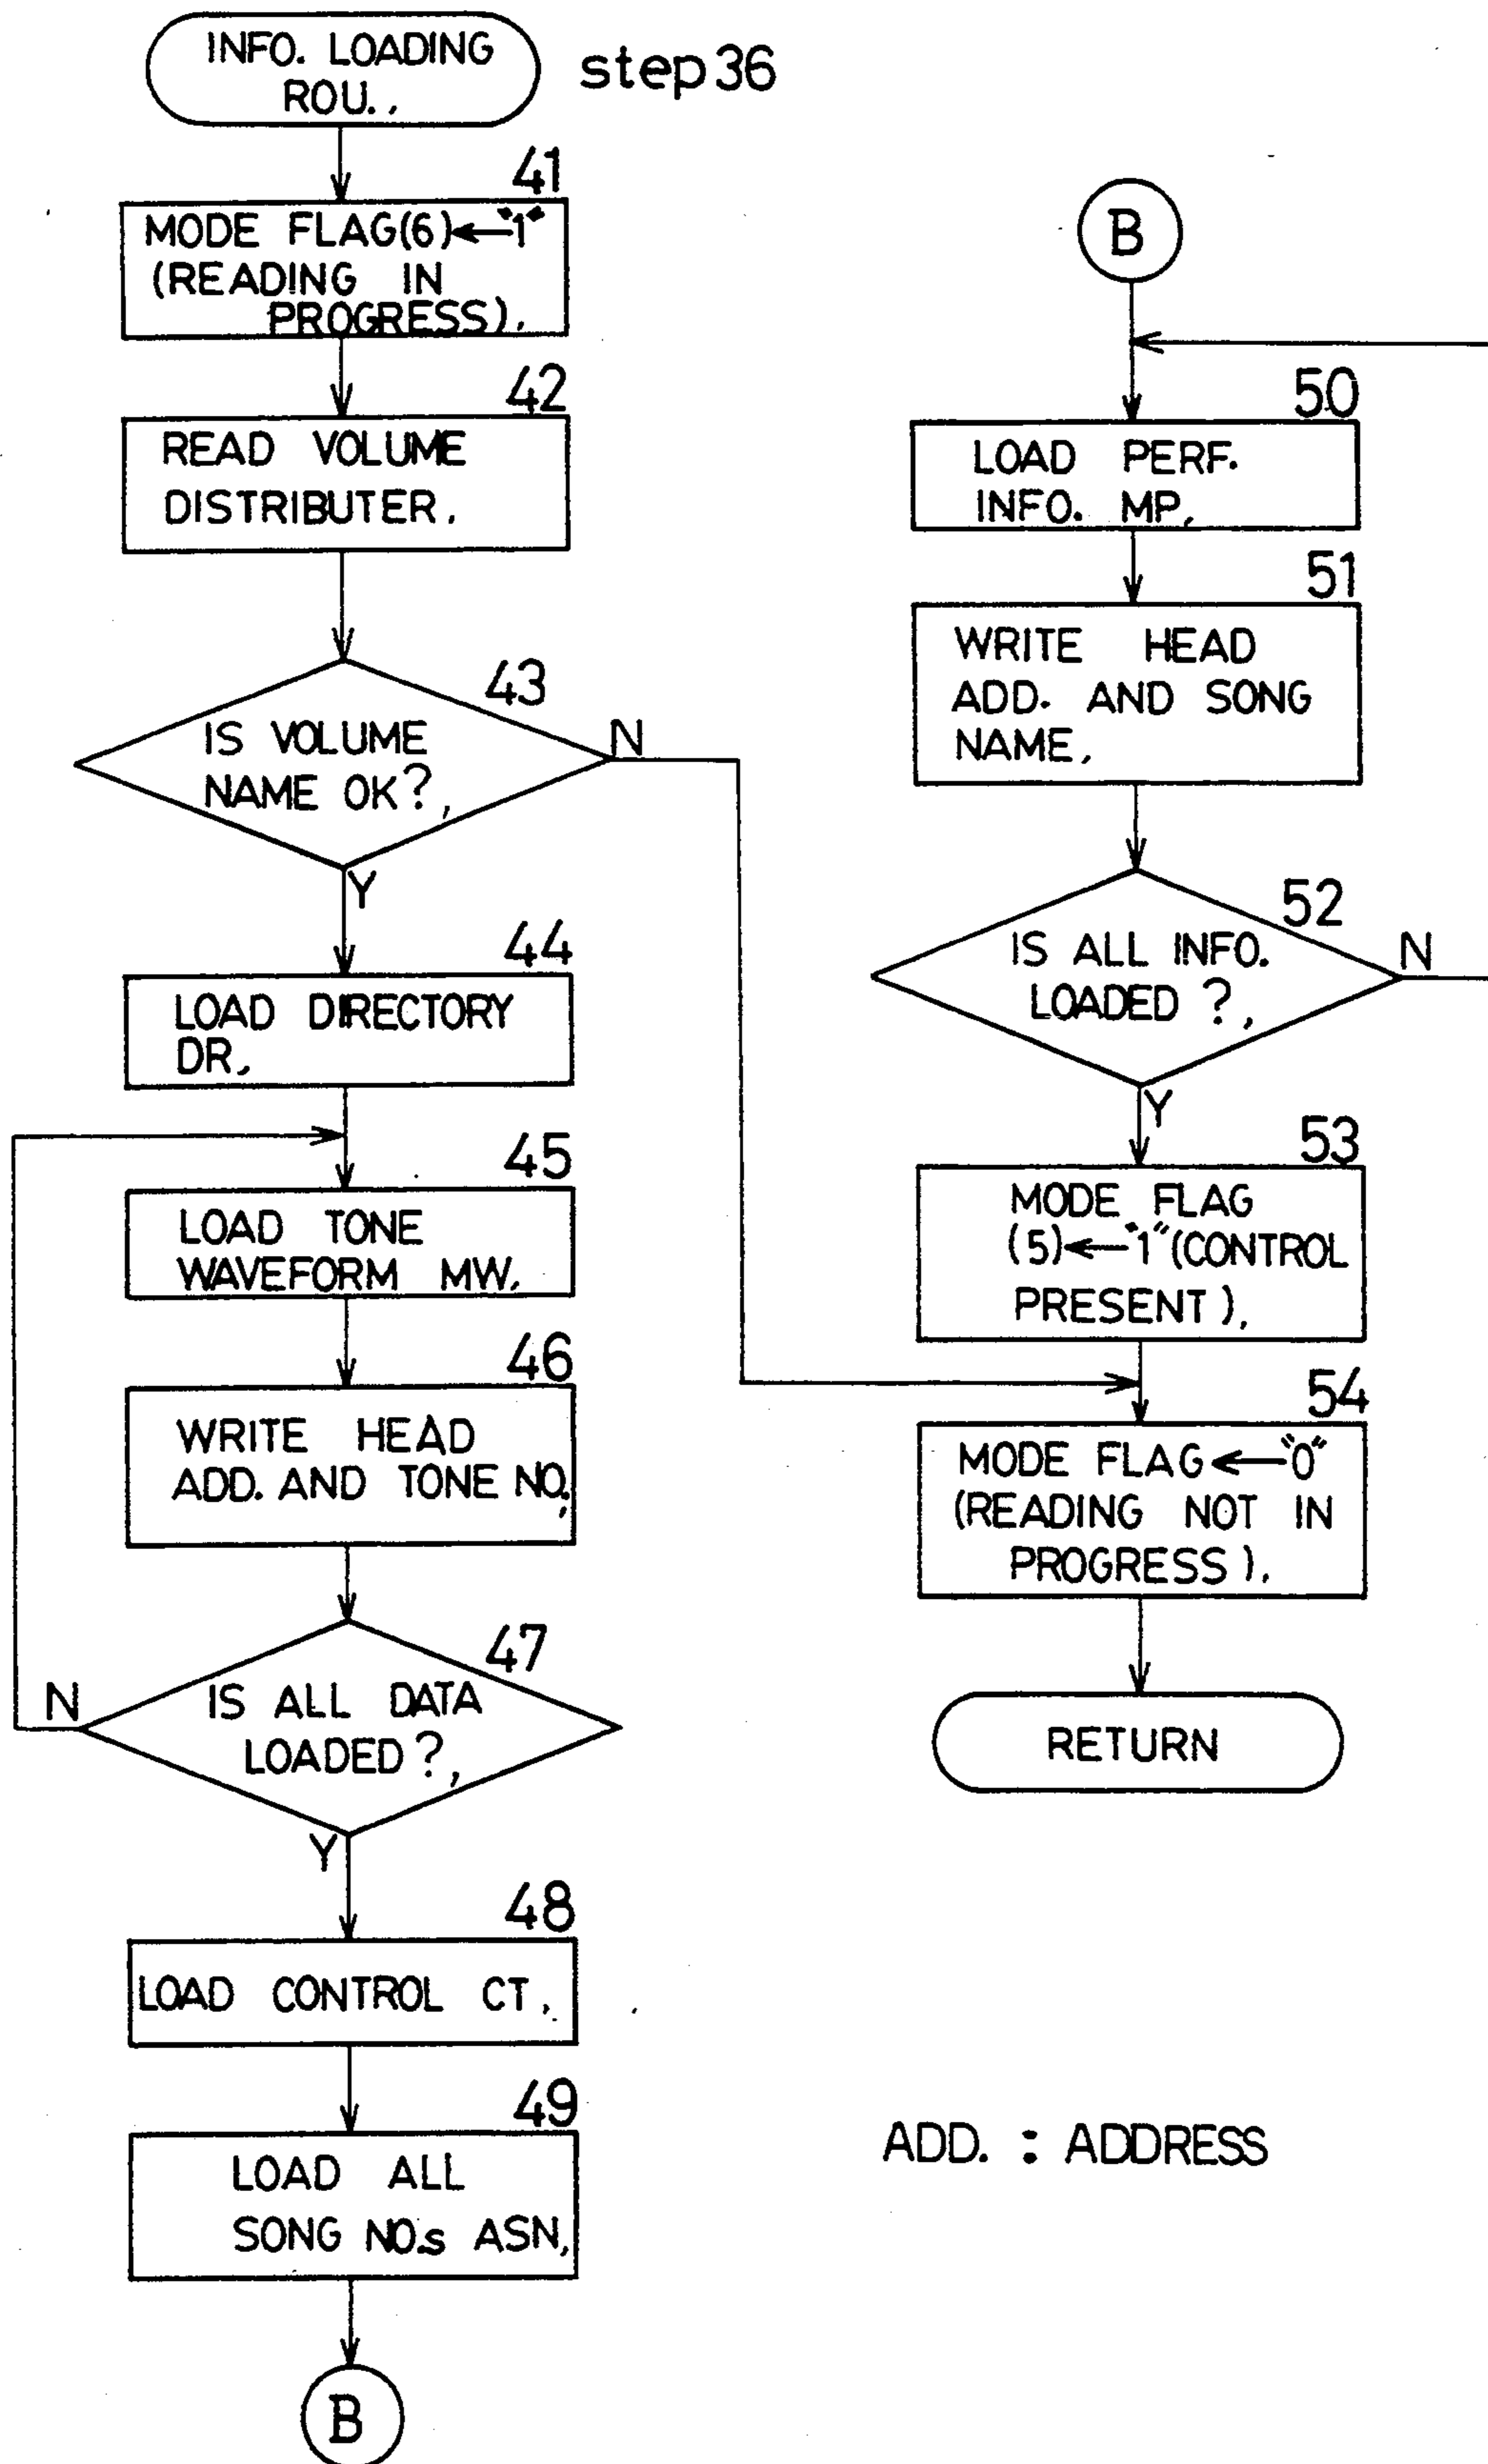 INFO. LOADING
ROU.,
step36
41
MODE FLAG(6)←"1"
(READING IN
PROGRESS),
42
READ VOLUME
DISTRIBUTER,
43
IS VOLUME
NAME OK?,
N
Y
44
LOAD DIRECTORY
DR,
45
LOAD TONE
WAVEFORM MW,
46
WRITE HEAD
ADD. AND TONE NO.,
47
IS ALL DATA
LOADED?,
N
Y
48
LOAD CONTROL CT,
49
LOAD ALL
SONG NO.s ASN,
B
B
50
LOAD PERF.
INFO. MP,
51
WRITE HEAD
ADD. AND SONG
NAME,
52
IS ALL INFO.
LOADED ?,
N
Y
53
MODE FLAG
(5)←"1"(CONTROL
PRESENT),
54
MODE FLAG←"0"
(READING NOT IN
PROGRESS),
RETURN
ADD. : ADDRESS